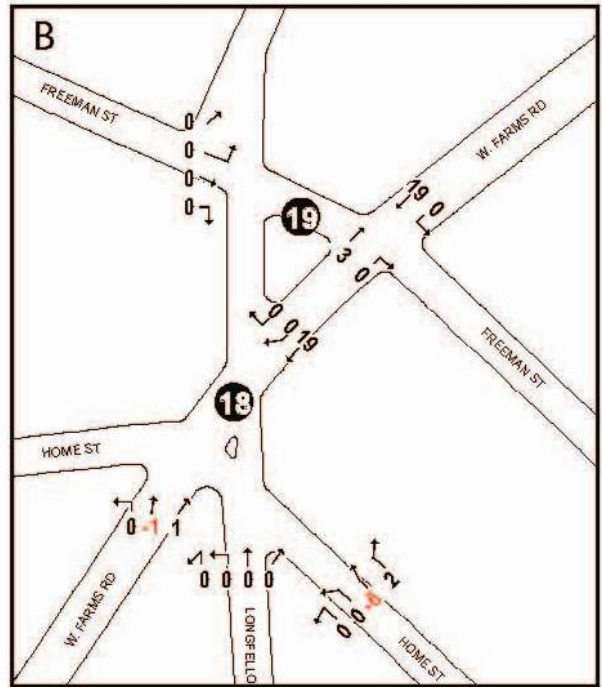 B
FREEMAN ST
0
0
0
0
W. FARMS RD
19 0
19
3 0
0 0 19
FREEMAN ST
18
HOME ST
0 -1 1
W. FARMS RD
0 0 0 0
LONGFELLO
2
0 0
HOME ST